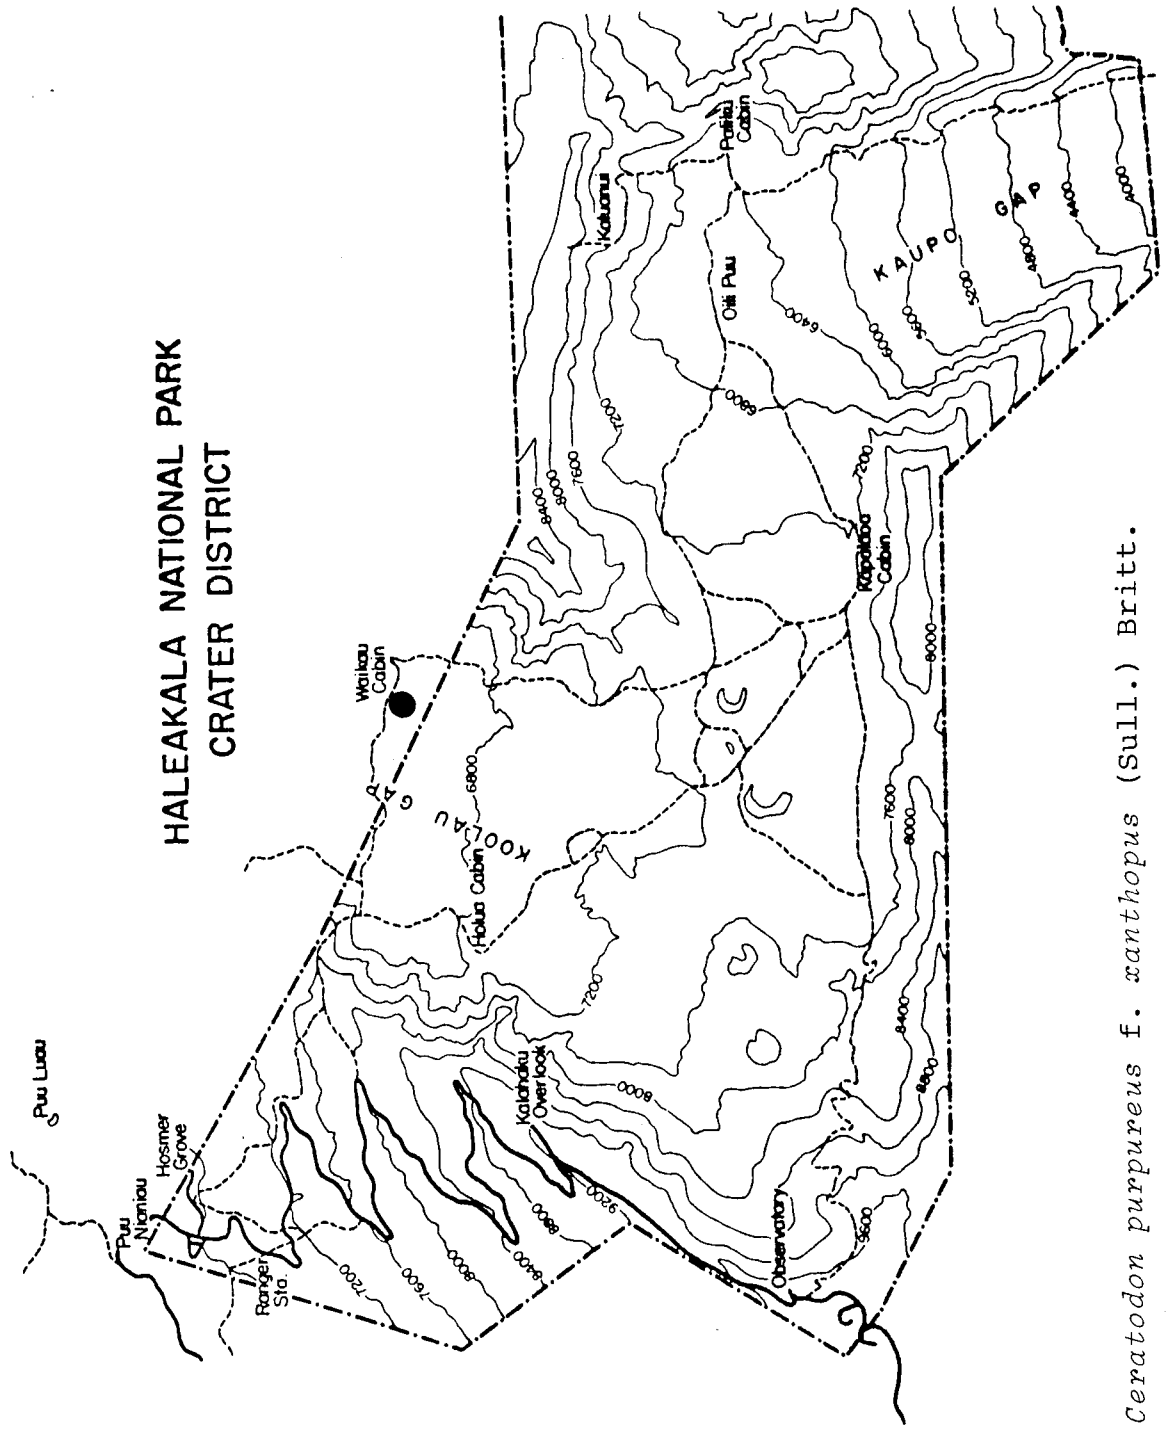 HALEAKALA NATIONAL PARK
CRATER DISTRICT
Puu Luau
Puu
Nianiau
Hosmer
Grove
Ranger
Sta.
Kalahaku
Overlook
Observatory
Holua Cabin
KOOLAU GAP
Waikau
Cabin
Kapalaoa
Cabin
Oili Puu
Kaluanui
Paliku
Cabin
KAUPO GAP
7200
7600
8000
8400
8800
9200
9600
8000
7200
8400
8800
6800
7600
8000
8000
8400
8000
7600
7200
6800
7200
6400
6000
5600
5200
4800
4400
4000
Ceratodon purpureus f. xanthopus (Sull.) Britt.